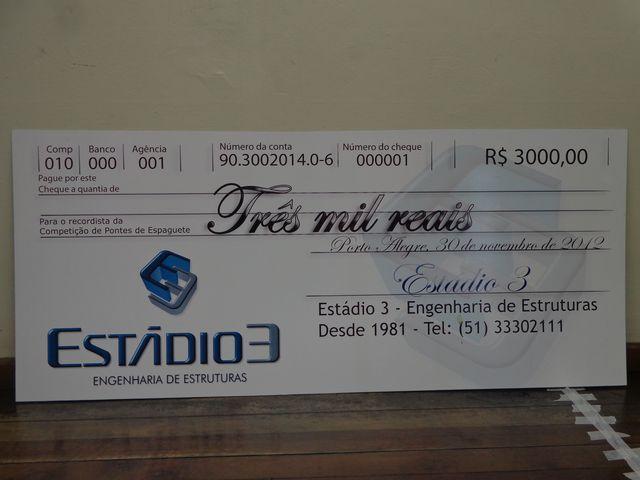 Comp Banco Agência Número da conta Número do cheque
010 000 001 90.3002014.0-6 000001 R$ 3000,00
Pague por este
Cheque a quantia de
Três mil reais
Para o recordista da
Competição de Pontes de Espaguete
Porto Alegre, 30 de novembro de 2012
Estádio 3
Estádio 3 - Engenharia de Estruturas
Desde 1981 - Tel: (51) 33302111
ESTÁDIO3
ENGENHARIA DE ESTRUTURAS